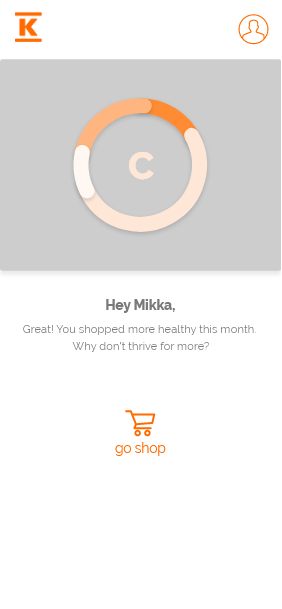 K
C
Hey Mikka,
Great! You shopped more healthy this month.
Why don't thrive for more?
go shop